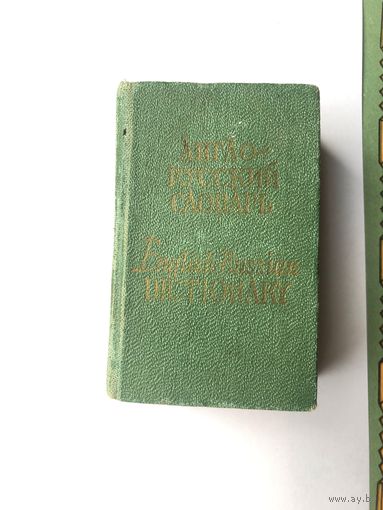 Англо-
русский
словарь
English-Russian
DICTIONARY
www.ay.by